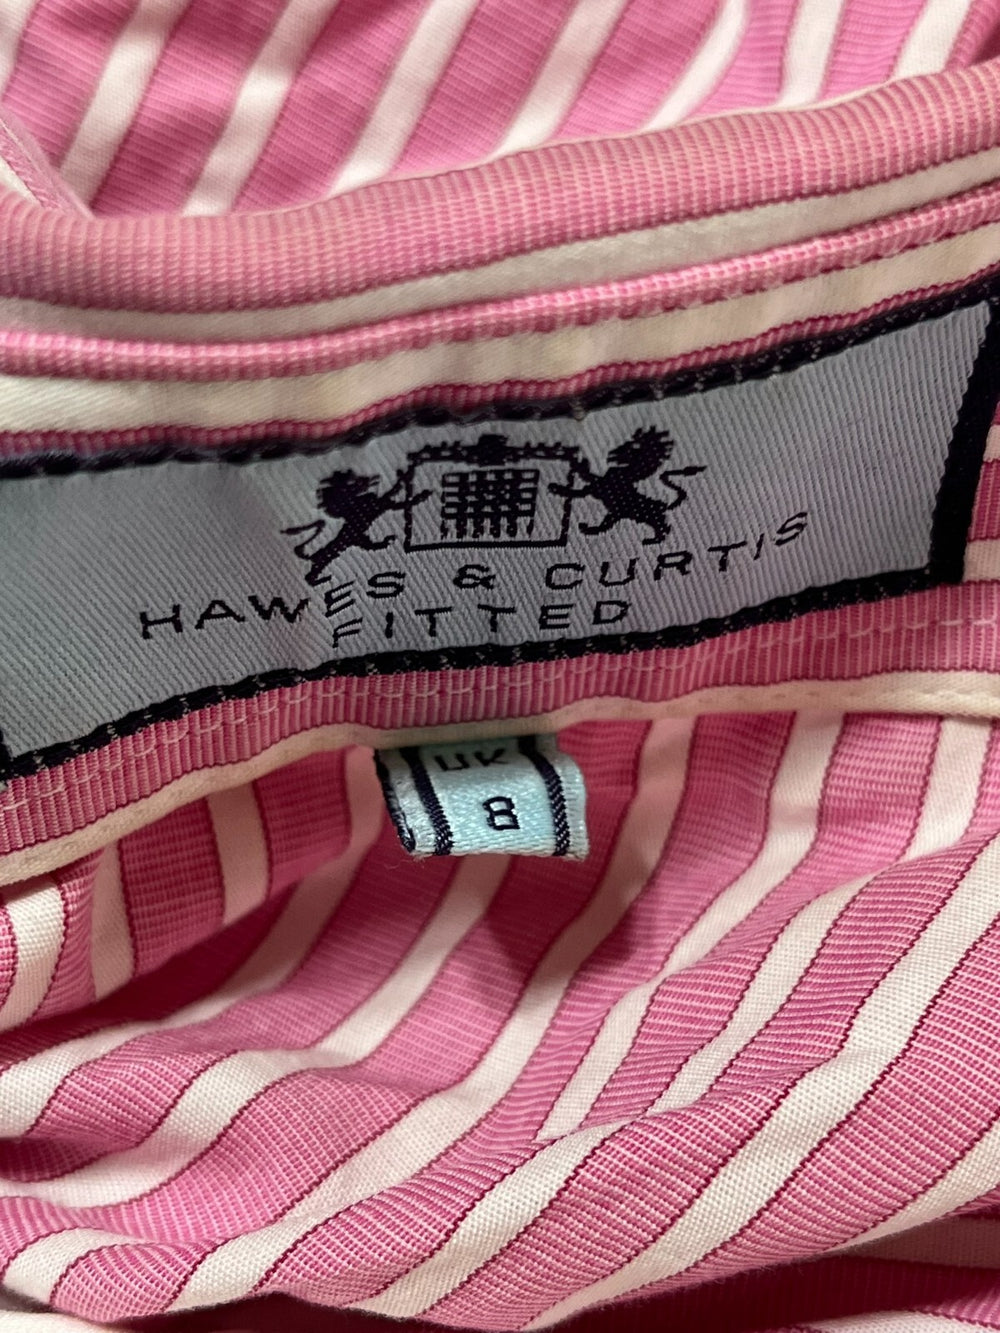 HAWES & CURTIS
FITTED
UK
8